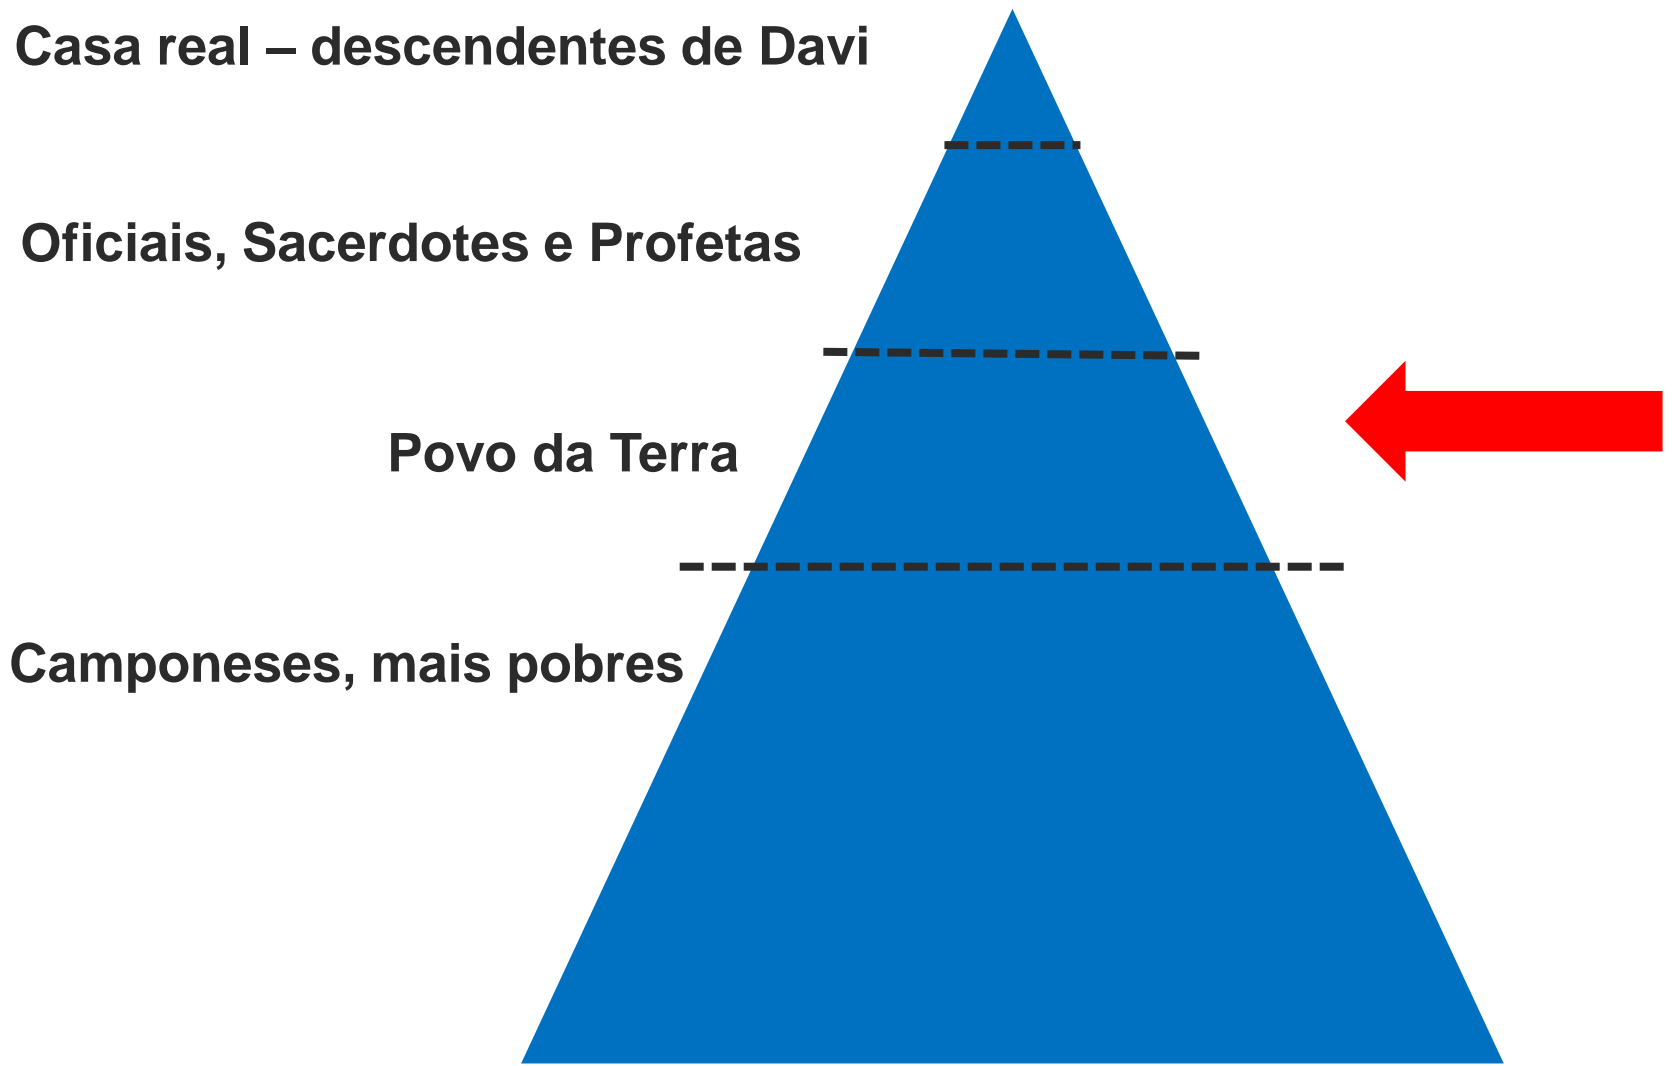 Casa real – descendentes de Davi
Oficiais, Sacerdotes e Profetas
Povo da Terra
Camponeses, mais pobres